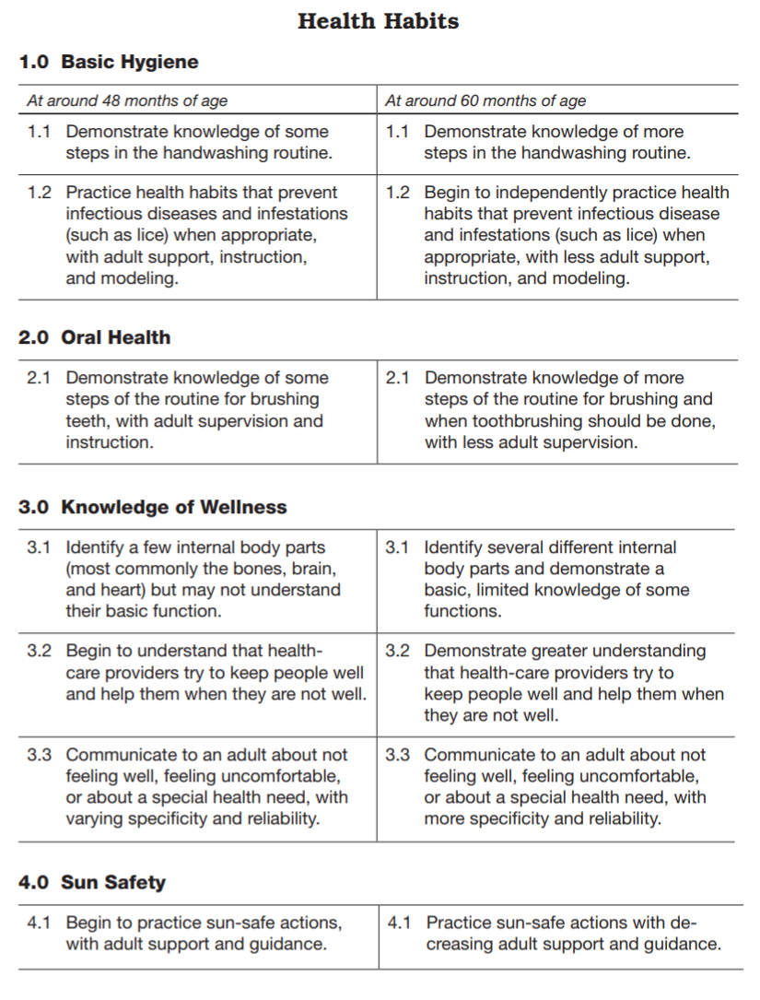 Health Habits
1.0 Basic Hygiene
At around 48 months of age
At around 60 months of age
1.1 Demonstrate knowledge of some
steps in the handwashing routine.
1.1 Demonstrate knowledge of more
steps in the handwashing routine.
1.2 Practice health habits that prevent
infectious diseases and infestations
(such as lice) when appropriate,
with adult support, instruction,
and modeling.
1.2 Begin to independently practice health
habits that prevent infectious disease
and infestations (such as lice) when
appropriate, with less adult support,
instruction, and modeling.
2.0 Oral Health
2.1 Demonstrate knowledge of some
steps of the routine for brushing
teeth, with adult supervision and
instruction.
2.1 Demonstrate knowledge of more
steps of the routine for brushing and
when toothbrushing should be done,
with less adult supervision.
3.0 Knowledge of Wellness
3.1 Identify a few internal body parts
(most commonly the bones, brain,
and heart) but may not understand
their basic function.
3.1 Identify several different internal
body parts and demonstrate a
basic, limited knowledge of some
functions.
3.2 Begin to understand that health-
care providers try to keep people well
and help them when they are not well.
3.2 Demonstrate greater understanding
that health-care providers try to
keep people well and help them when
they are not well.
3.3 Communicate to an adult about not
feeling well, feeling uncomfortable,
or about a special health need, with
varying specificity and reliability.
3.3 Communicate to an adult about not
feeling well, feeling uncomfortable,
or about a special health need, with
more specificity and reliability.
4.0 Sun Safety
4.1 Begin to practice sun-safe actions,
with adult support and guidance.
4.1 Practice sun-safe actions with de-
creasing adult support and guidance.